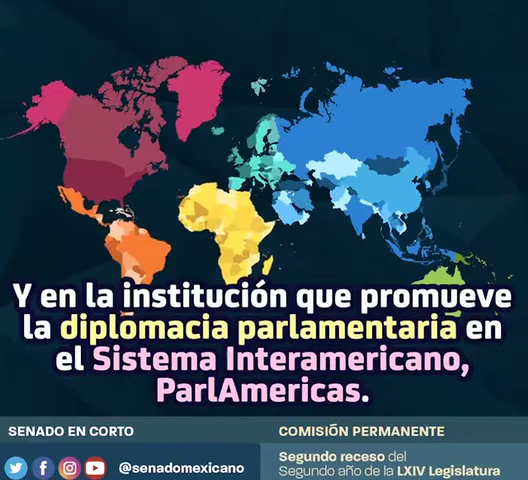 Y en la institución que promueve
la diplomacia parlamentaria en
el Sistema Interamericano,
ParlAmericas.
SENADO EN CORTO
@senadomexicano
COMISIÓN PERMANENTE
Segundo receso del
Segundo año de la LXIV Legislatura